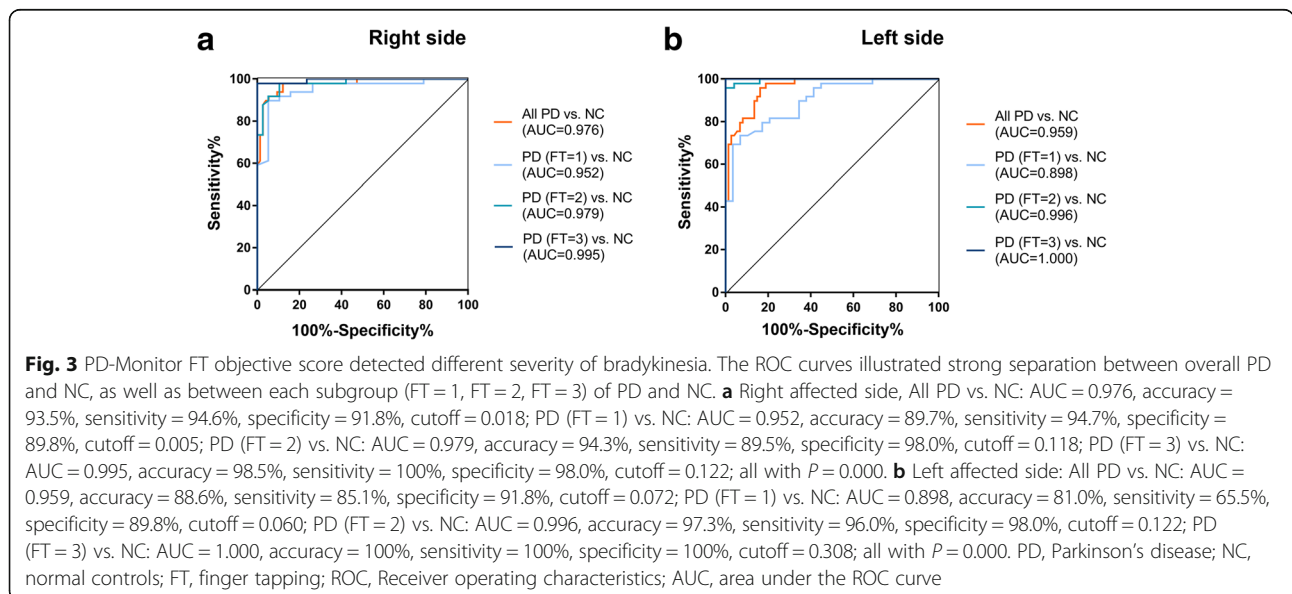 a Right side
100
80
60
40
20
0
0 20 40 60 80 100
Sensitivity%
100%-Specificity%
All PD vs. NC
(AUC=0.976)
PD (FT=1) vs. NC
(AUC=0.952)
PD (FT=2) vs. NC
(AUC=0.979)
PD (FT=3) vs. NC
(AUC=0.995)
b Left side
100
80
60
40
20
0
0 20 40 60 80 100
Sensitivity%
100%-Specificity%
All PD vs. NC
(AUC=0.959)
PD (FT=1) vs. NC
(AUC=0.898)
PD (FT=2) vs. NC
(AUC=0.996)
PD (FT=3) vs. NC
(AUC=1.000)
Fig. 3 PD-Monitor FT objective score detected different severity of bradykinesia. The ROC curves illustrated strong separation between overall PD
and NC, as well as between each subgroup (FT = 1, FT = 2, FT = 3) of PD and NC. a Right affected side, All PD vs. NC: AUC = 0.976, accuracy =
93.5%, sensitivity = 94.6%, specificity = 91.8%, cutoff = 0.018; PD (FT = 1) vs. NC: AUC = 0.952, accuracy = 89.7%, sensitivity = 94.7%, specificity =
89.8%, cutoff = 0.005; PD (FT = 2) vs. NC: AUC = 0.979, accuracy = 94.3%, sensitivity = 89.5%, specificity = 98.0%, cutoff = 0.118; PD (FT = 3) vs. NC:
AUC = 0.995, accuracy = 98.5%, sensitivity = 100%, specificity = 98.0%, cutoff = 0.122; all with P = 0.000. b Left affected side: All PD vs. NC: AUC =
0.959, accuracy = 88.6%, sensitivity = 85.1%, specificity = 91.8%, cutoff = 0.072; PD (FT = 1) vs. NC: AUC = 0.898, accuracy = 81.0%, sensitivity = 65.5%,
specificity = 89.8%, cutoff = 0.060; PD (FT = 2) vs. NC: AUC = 0.996, accuracy = 97.3%, sensitivity = 96.0%, specificity = 98.0%, cutoff = 0.122; PD
(FT = 3) vs. NC: AUC = 1.000, accuracy = 100%, sensitivity = 100%, specificity = 100%, cutoff = 0.308; all with P = 0.000. PD, Parkinson's disease; NC,
normal controls; FT, finger tapping; ROC, Receiver operating characteristics; AUC, area under the ROC curve